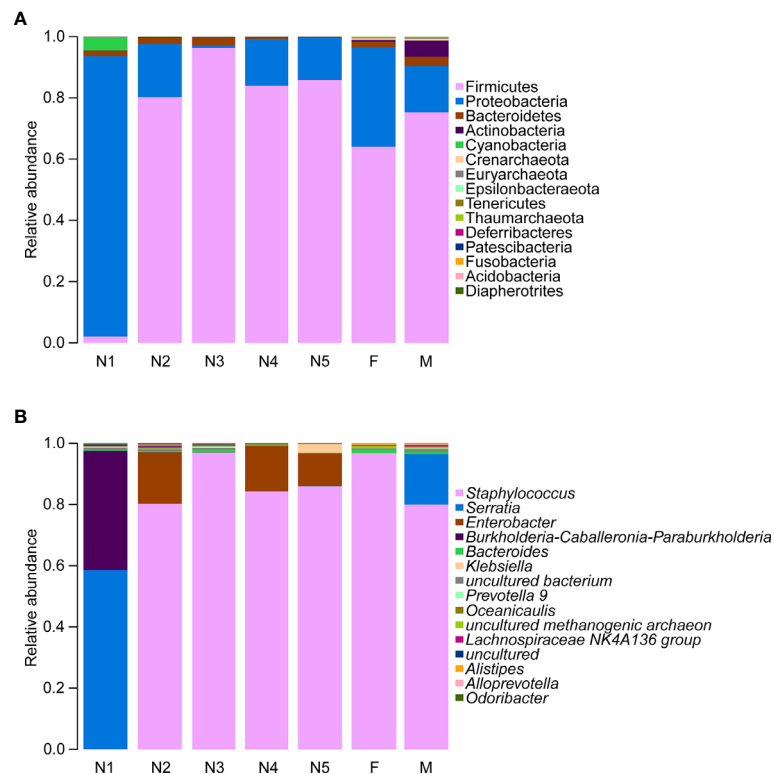 A
Relative abundance
1.0
0.8
0.6
0.4
0.2
0.0
N1 N2 N3 N4 N5 F M
Firmicutes
Proteobacteria
Bacteroidetes
Actinobacteria
Cyanobacteria
Crenarchaeota
Euryarchaeota
Epsilonbacteraeota
Tenericutes
Thaumarchaeota
Deferribacteres
Patescibacteria
Fusobacteria
Acidobacteria
Diapherotrites
B
Relative abundance
1.0
0.8
0.6
0.4
0.2
0.0
N1 N2 N3 N4 N5 F M
Staphylococcus
Serratia
Enterobacter
Burkholderia-Caballeronia-Paraburkholderia
Bacteroides
Klebsiella
uncultured bacterium
Prevotella 9
Oceanicaulis
uncultured methanogenic archaeon
Lachnospiraceae NK4A136 group
uncultured
Alistipes
Alloprevotella
Odoribacter